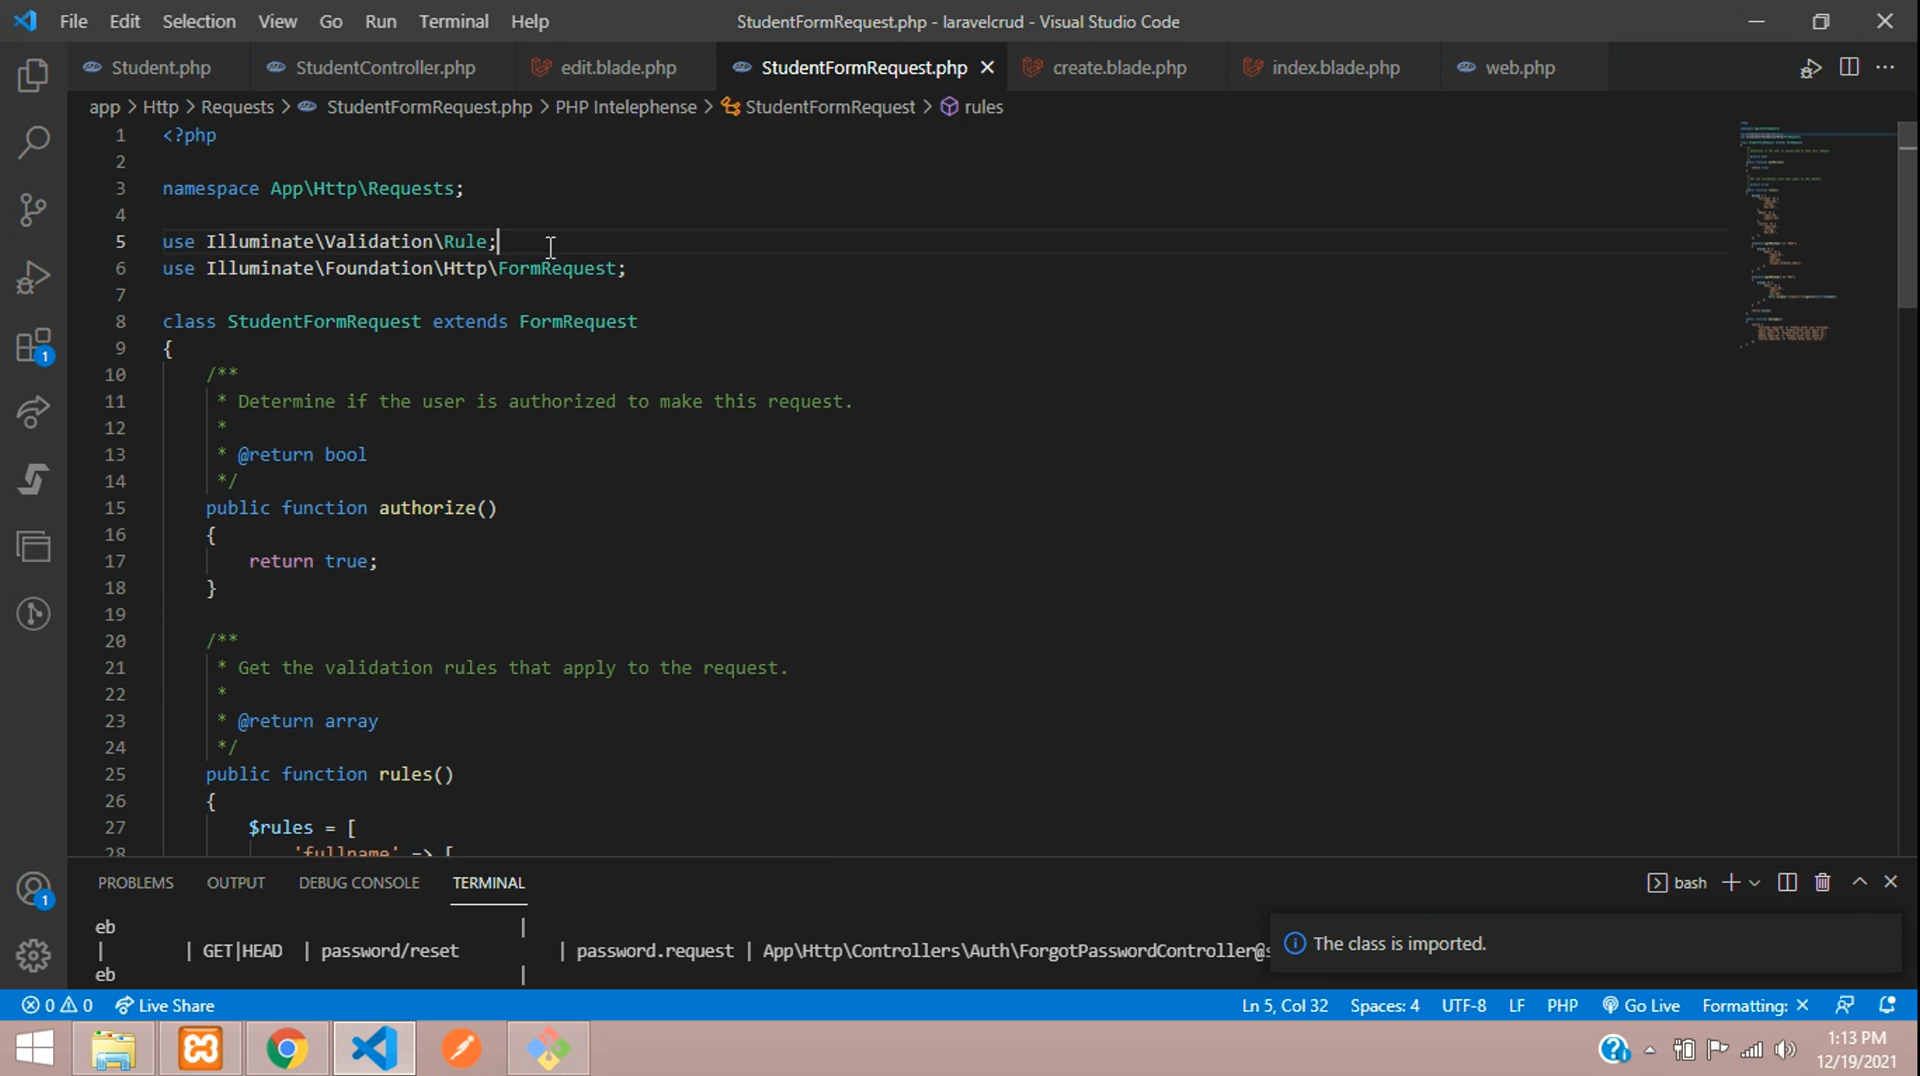 File Edit Selection View Go Run Terminal Help StudentFormRequest.php - laravelcrud - Visual Studio Code
Student.php StudentController.php edit.blade.php StudentFormRequest.php create.blade.php index.blade.php web.php
app > Http > Requests > StudentFormRequest.php > PHP Intelephense > StudentFormRequest > rules
1 <?php
2
3 namespace App\Http\Requests;
4
5 use Illuminate\Validation\Rule;
6 use Illuminate\Foundation\Http\FormRequest;
7
8 class StudentFormRequest extends FormRequest
9 {
10 /**
11 * Determine if the user is authorized to make this request.
12 *
13 * @return bool
14 */
15 public function authorize()
16 {
17 return true;
18 }
19
20 /**
21 * Get the validation rules that apply to the request.
22 *
23 * @return array
24 */
25 public function rules()
26 {
27 $rules = [
28 'fullname' => [
PROBLEMS OUTPUT DEBUG CONSOLE TERMINAL bash
eb |
| | GET|HEAD | password/reset | password.request | App\Http\Controllers\Auth\ForgotPasswordController@s
eb |
The class is imported.
0 0 Live Share Ln 5, Col 32 Spaces: 4 UTF-8 LF PHP Go Live Formatting: ×
1:13 PM
12/19/2021